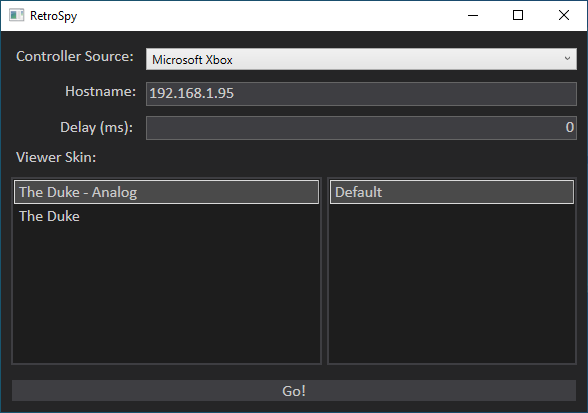 RetroSpy
Controller Source: Microsoft Xbox
Hostname: 192.168.1.95
Delay (ms): 0
Viewer Skin:
The Duke - Analog Default
The Duke
Go!